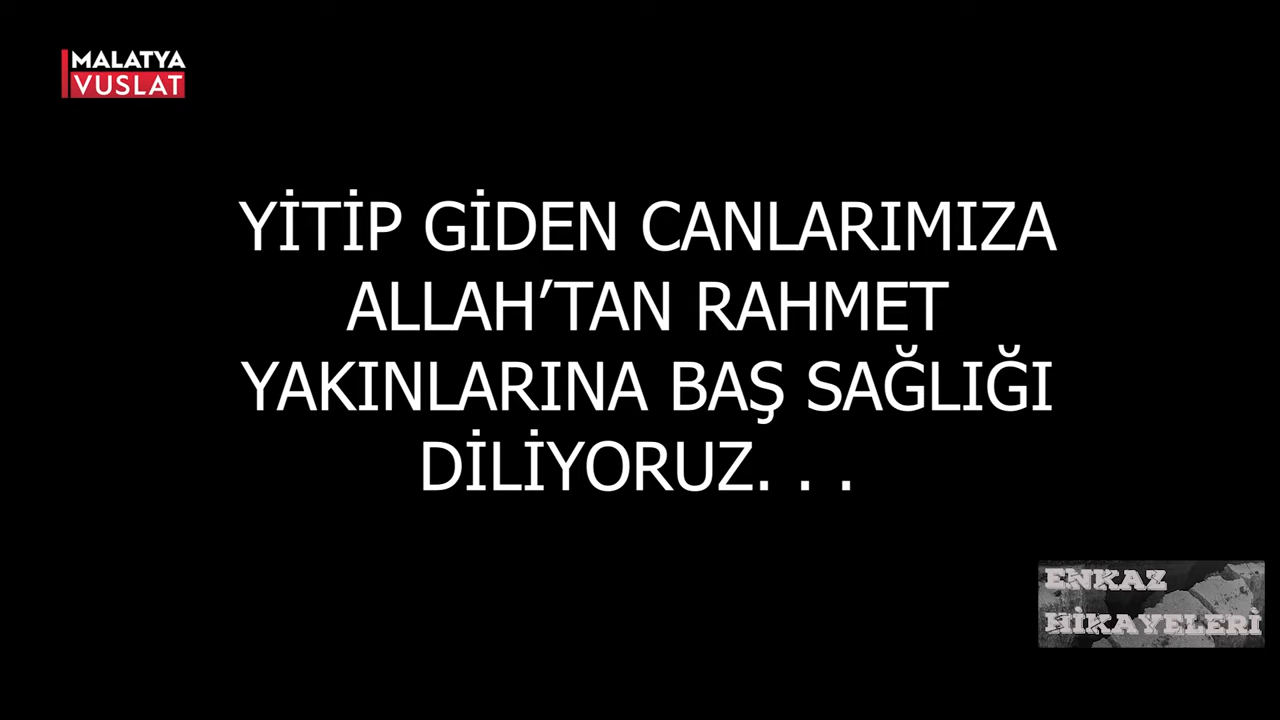 MALATYA
VUSLAT
YİTİP GİDEN CANLARIMIZA
ALLAH’TAN RAHMET
YAKINLARINA BAŞ SAĞLIĞI
DİLİYORUZ. . .
ENKAZ
HİKAYELERİ